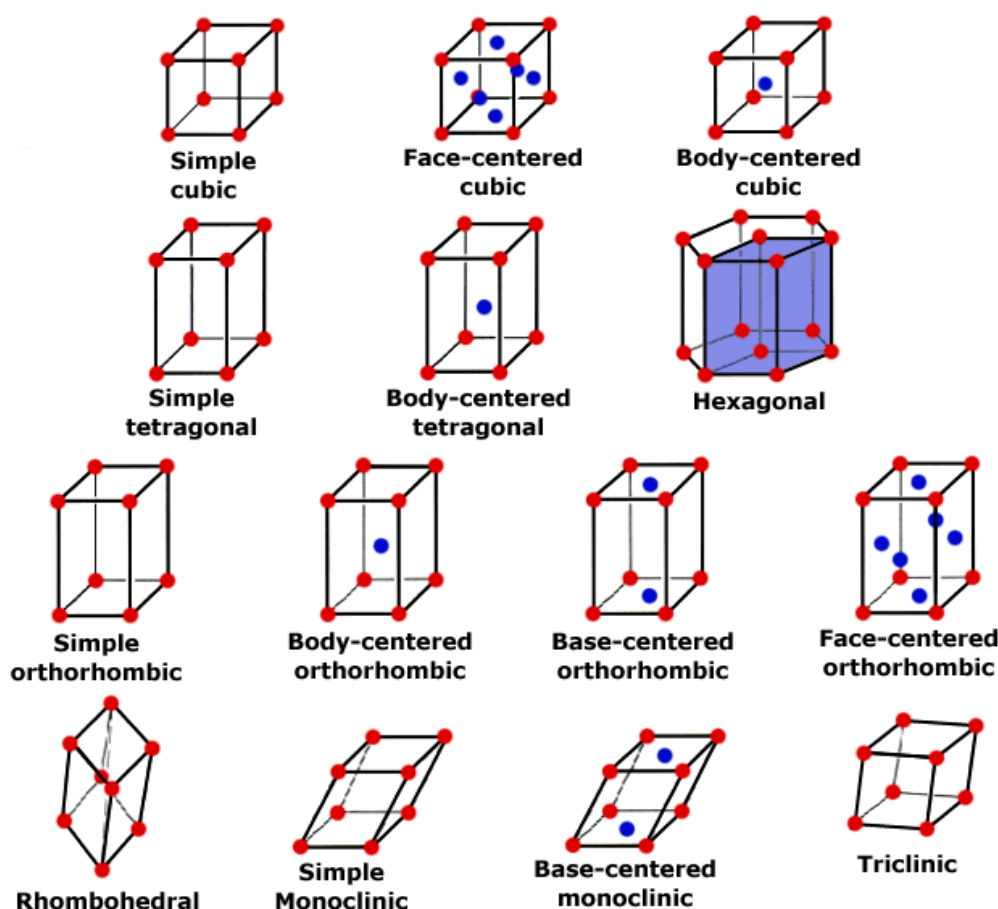 Simple
cubic
Face-centered
cubic
Body-centered
cubic
Simple
tetragonal
Body-centered
tetragonal
Hexagonal
Simple
orthorhombic
Body-centered
orthorhombic
Base-centered
orthorhombic
Face-centered
orthorhombic
Rhombohedral
Simple
Monoclinic
Base-centered
monoclinic
Triclinic